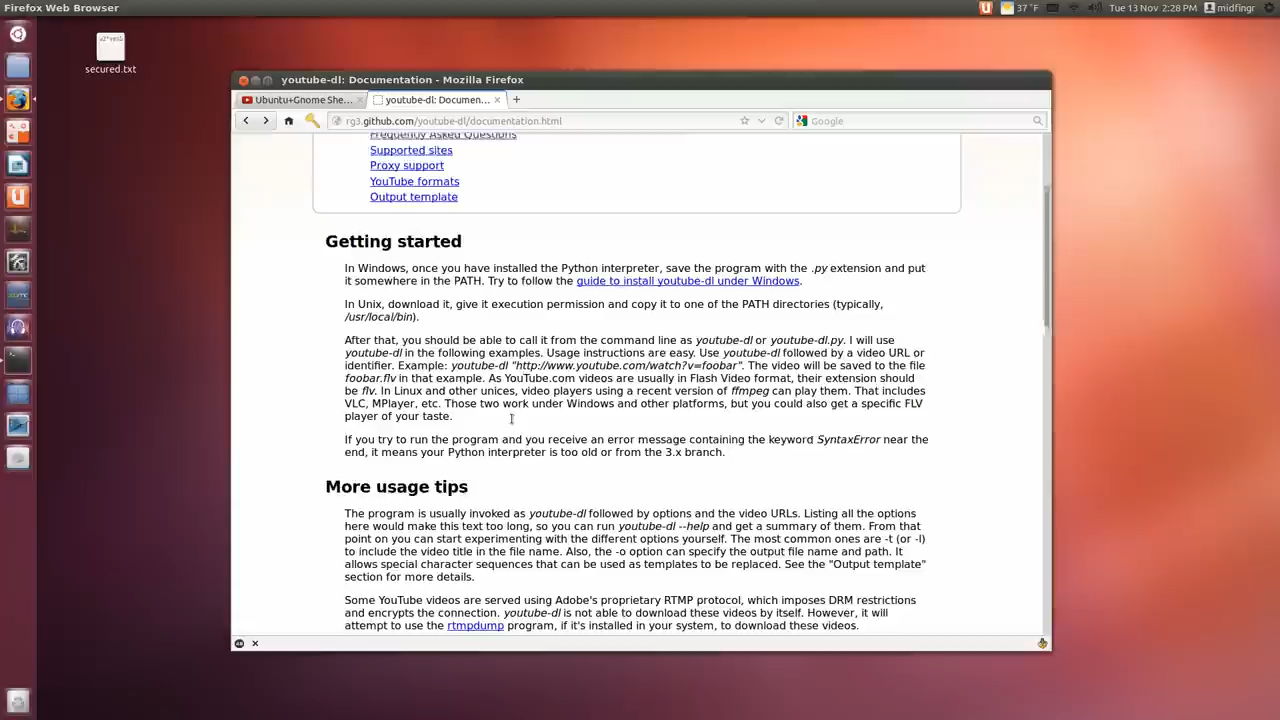 Firefox Web Browser
37 °F
Tue 13 Nov 2:28 PM
midfingr
secured.txt
youtube-dl: Documentation - Mozilla Firefox
Ubuntu+Gnome She...
youtube-dl: Documen...
rg3.github.com/youtube-dl/documentation.html
Google
Frequently Asked Questions
Supported sites
Proxy support
YouTube formats
Output template
Getting started
In Windows, once you have installed the Python interpreter, save the program with the .py extension and put
it somewhere in the PATH. Try to follow the guide to install youtube-dl under Windows.
In Unix, download it, give it execution permission and copy it to one of the PATH directories (typically,
/usr/local/bin).
After that, you should be able to call it from the command line as youtube-dl or youtube-dl.py. I will use
youtube-dl in the following examples. Usage instructions are easy. Use youtube-dl followed by a video URL or
identifier. Example: youtube-dl "http://www.youtube.com/watch?v=foobar". The video will be saved to the file
foobar.flv in that example. As YouTube.com videos are usually in Flash Video format, their extension should
be flv. In Linux and other unices, video players using a recent version of ffmpeg can play them. That includes
VLC, MPlayer, etc. Those two work under Windows and other platforms, but you could also get a specific FLV
player of your taste.
If you try to run the program and you receive an error message containing the keyword SyntaxError near the
end, it means your Python interpreter is too old or from the 3.x branch.
More usage tips
The program is usually invoked as youtube-dl followed by options and the video URLs. Listing all the options
here would make this text too long, so you can run youtube-dl --help and get a summary of them. From that
point on you can start experimenting with the different options yourself. The most common ones are -t (or -l)
to include the video title in the file name. Also, the -o option can specify the output file name and path. It
allows special character sequences that can be used as templates to be replaced. See the "Output template"
section for more details.
Some YouTube videos are served using Adobe's proprietary RTMP protocol, which imposes DRM restrictions
and encrypts the connection. youtube-dl is not able to download these videos by itself. However, it will
attempt to use the rtmpdump program, if it's installed in your system, to download these videos.